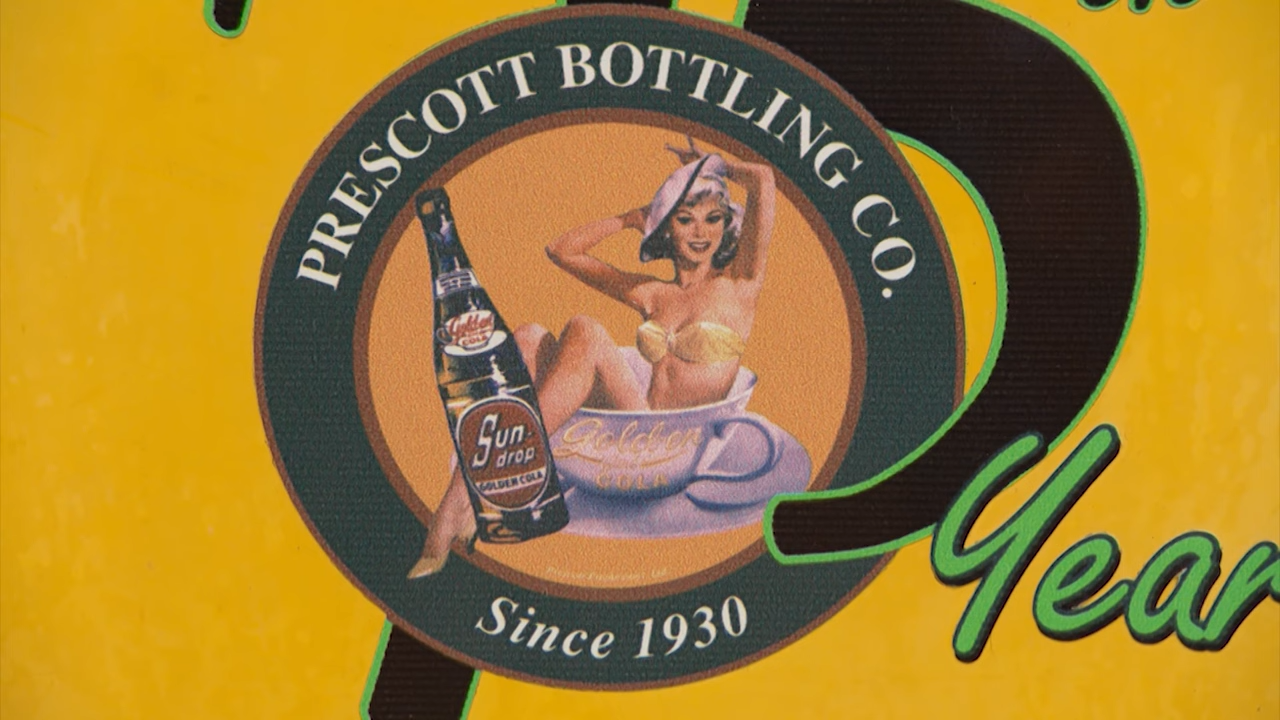 PRESCOTT BOTTLING CO.
Golden
COLA
Sun-
drop
GOLDEN COLA
Golden
COLA
Since 1930
Year